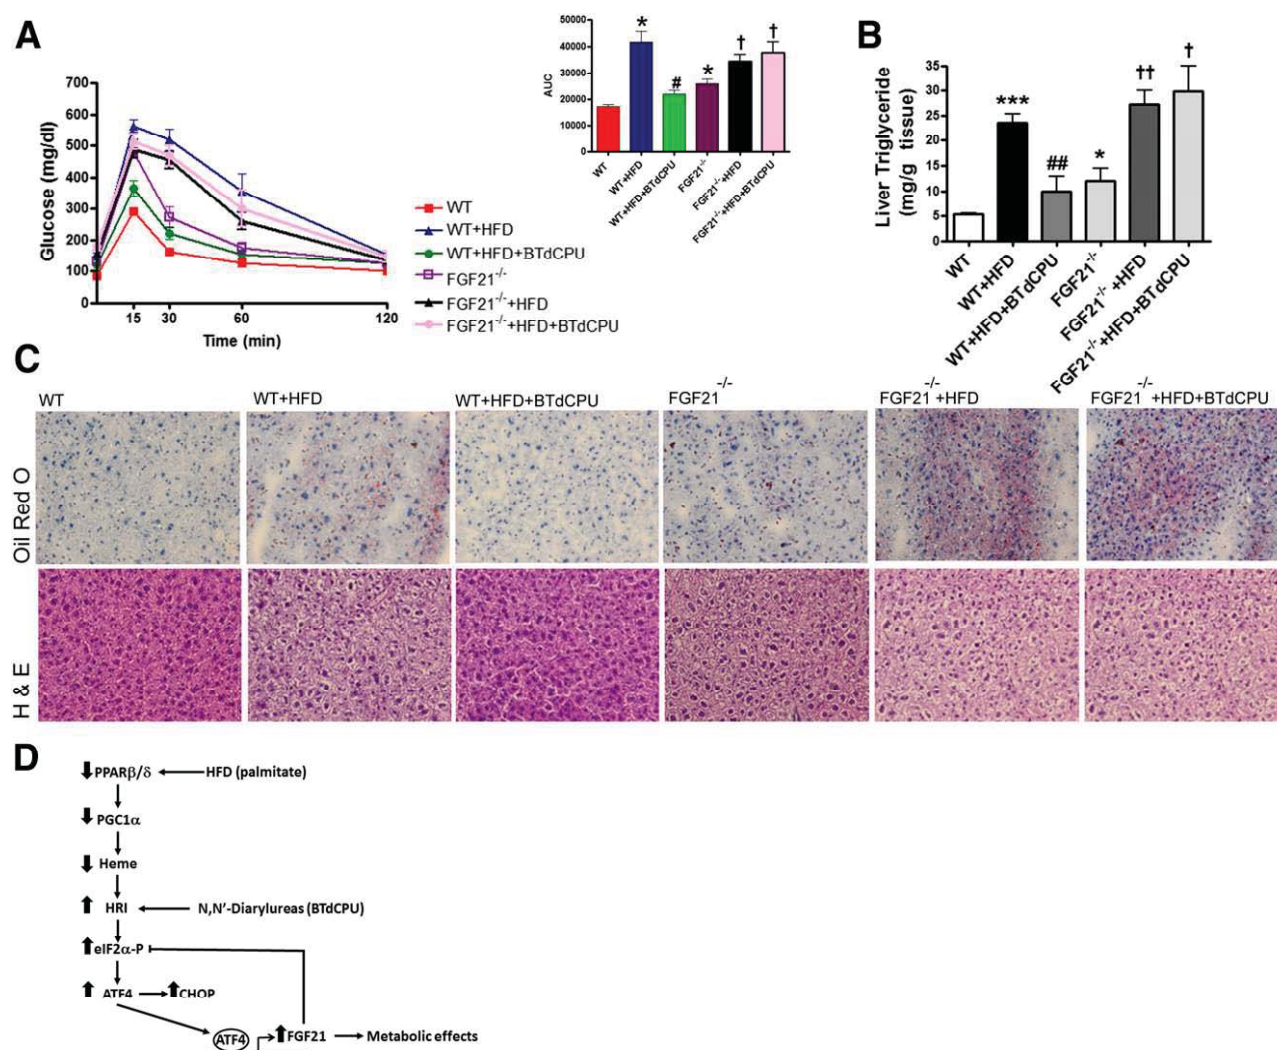 A
700
600
500
400
300
200
100
0
Glucose (mg/dl)
15
30
60
120
Time (min)
WT
WT+HFD
WT+HFD+BTdCPU
FGF21-/-
FGF21-/-+HFD
FGF21-/-+HFD+BTdCPU
50000
40000
30000
20000
10000
0
AUC
*
#
*
†
†
WT
WT+HFD
WT+HFD+BTdCPU
FGF21-/-
FGF21-/-+HFD
FGF21-/-+HFD+BTdCPU
B
35
30
25
20
15
10
5
0
Liver Triglyceride
(mg/g tissue)
***
##
*
††
†
WT
WT+HFD
WT+HFD+BTdCPU
FGF21-/-
FGF21-/-+HFD
FGF21-/-+HFD+BTdCPU
C
WT
WT+HFD
WT+HFD+BTdCPU
FGF21-/-
FGF21-/-+HFD
FGF21-/-+HFD+BTdCPU
Oil Red O
H & E
D
PPARβ/δ HFD (palmitate)
PGC1α
Heme
HRI N,N'-Diarylureas (BTdCPU)
eIF2α-P
ATF4 CHOP
ATF4 FGF21 Metabolic effects